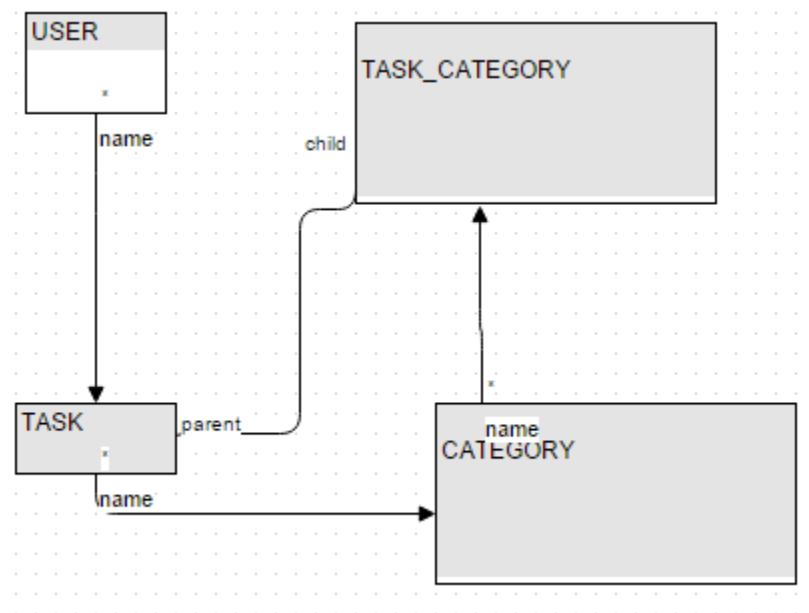 USER
*
name
TASK_CATEGORY
child
TASK
*
name
parent
*
name
CATEGORY